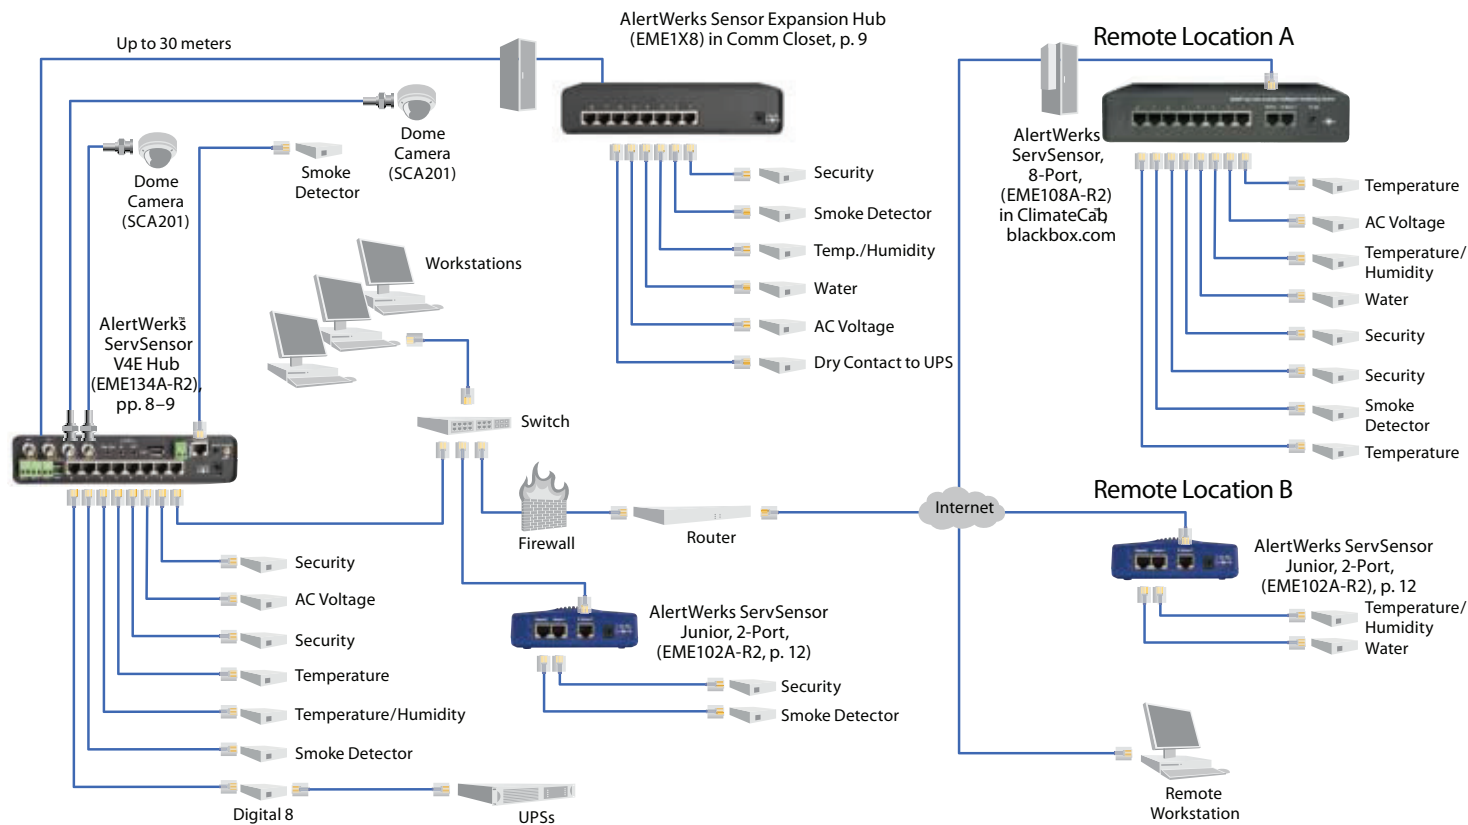 Up to 30 meters
AlertWerks Sensor Expansion Hub
(EME1X8) in Comm Closet, p. 9
Remote Location A
Dome
Camera
(SCA201)
Dome
Camera
(SCA201)
Smoke
Detector
AlertWerks
ServSensor,
8-Port,
(EME108A-R2)
in ClimateCab™,
blackbox.com
Security
Smoke Detector
Temp./Humidity
Water
AC Voltage
Dry Contact to UPS
Temperature
AC Voltage
Temperature/
Humidity
Water
Security
Security
Smoke
Detector
Temperature
Workstations
AlertWerks™
ServSensor
V4E Hub
(EME134A-R2),
pp. 8–9
Switch
Firewall
Router
Internet
Remote Location B
AlertWerks ServSensor
Junior, 2-Port,
(EME102A-R2), p. 12
Temperature/
Humidity
Water
Security
AC Voltage
Security
Temperature
Temperature/Humidity
Smoke Detector
Digital 8
UPSs
AlertWerks ServSensor
Junior, 2-Port,
(EME102A-R2, p. 12)
Security
Smoke Detector
Remote
Workstation